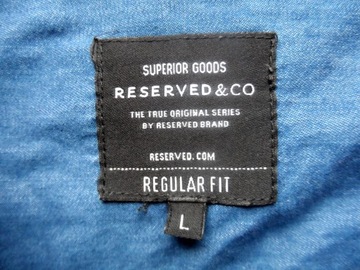 SUPERIOR GOODS
RESERVED & CO
THE TRUE ORIGINAL SERIES
BY RESERVED BRAND
RESERVED.COM
REGULAR FIT
L